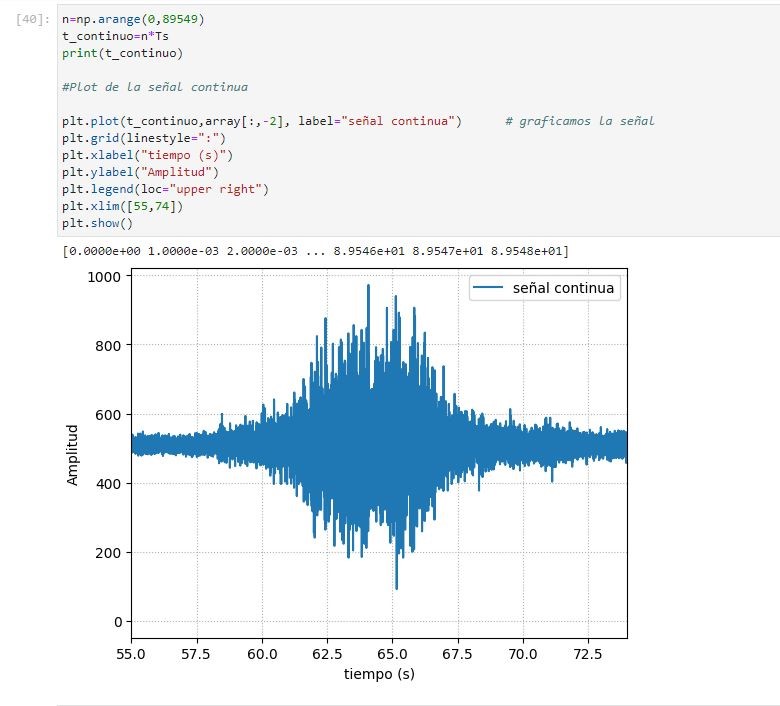 [40]:
n=np.arange(0,89549)
t_continuo=n*Ts
print(t_continuo)
#Plot de la señal continua
plt.plot(t_continuo,array[:,-2], label="señal continua")      # graficamos la señal
plt.grid(linestyle=":")
plt.xlabel("tiempo (s)")
plt.ylabel("Amplitud")
plt.legend(loc="upper right")
plt.xlim([55,74])
plt.show()
[0.0000e+00 1.0000e-03 2.0000e-03 ... 8.9546e+01 8.9547e+01 8.9548e+01]
señal continua
1000
800
600
400
200
0
Amplitud
55.0 57.5 60.0 62.5 65.0 67.5 70.0 72.5
tiempo (s)